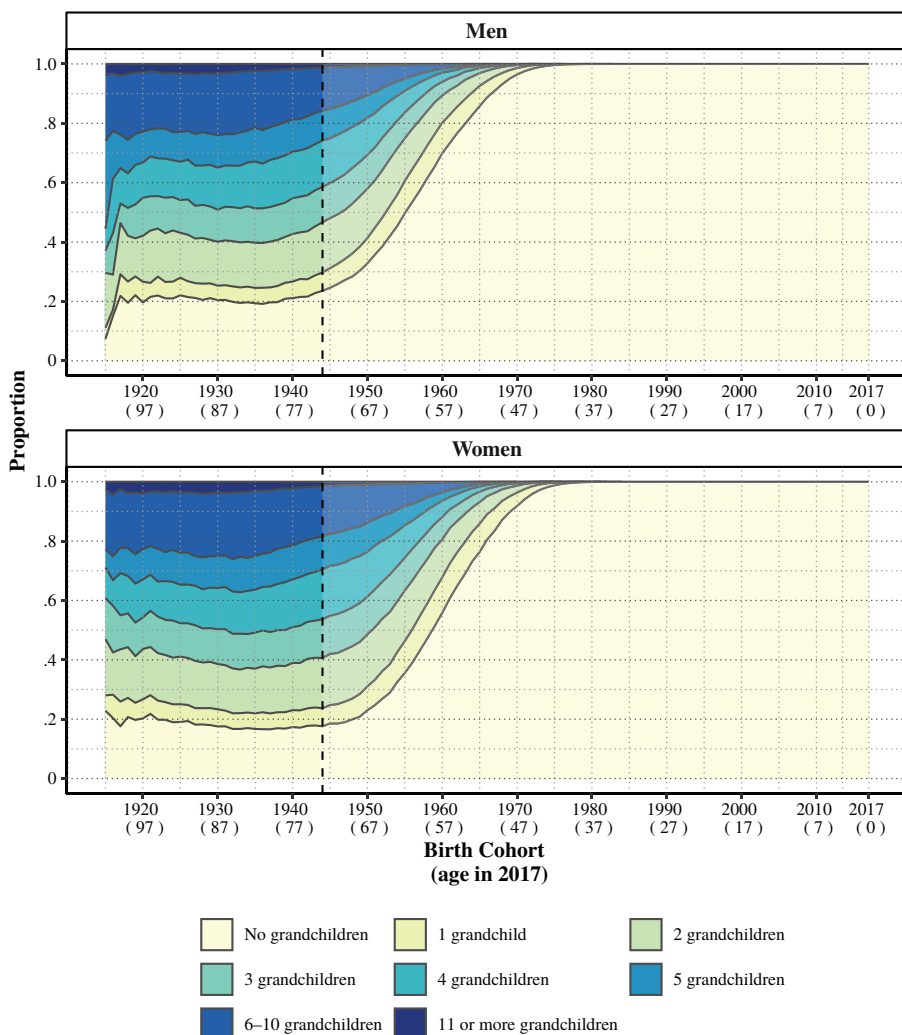 Men
1.0
.8
.6
.4
.2
0
1920 1930 1940 1950 1960 1970 1980 1990 2000 2010 2017
( 97 ) ( 87 ) ( 77 ) ( 67 ) ( 57 ) ( 47 ) ( 37 ) ( 27 ) ( 17 ) ( 7 ) ( 0 )
Proportion
Women
1.0
.8
.6
.4
.2
0
1920 1930 1940 1950 1960 1970 1980 1990 2000 2010 2017
( 97 ) ( 87 ) ( 77 ) ( 67 ) ( 57 ) ( 47 ) ( 37 ) ( 27 ) ( 17 ) ( 7 ) ( 0 )
Birth Cohort
(age in 2017)
No grandchildren 1 grandchild 2 grandchildren
3 grandchildren 4 grandchildren 5 grandchildren
6–10 grandchildren 11 or more grandchildren